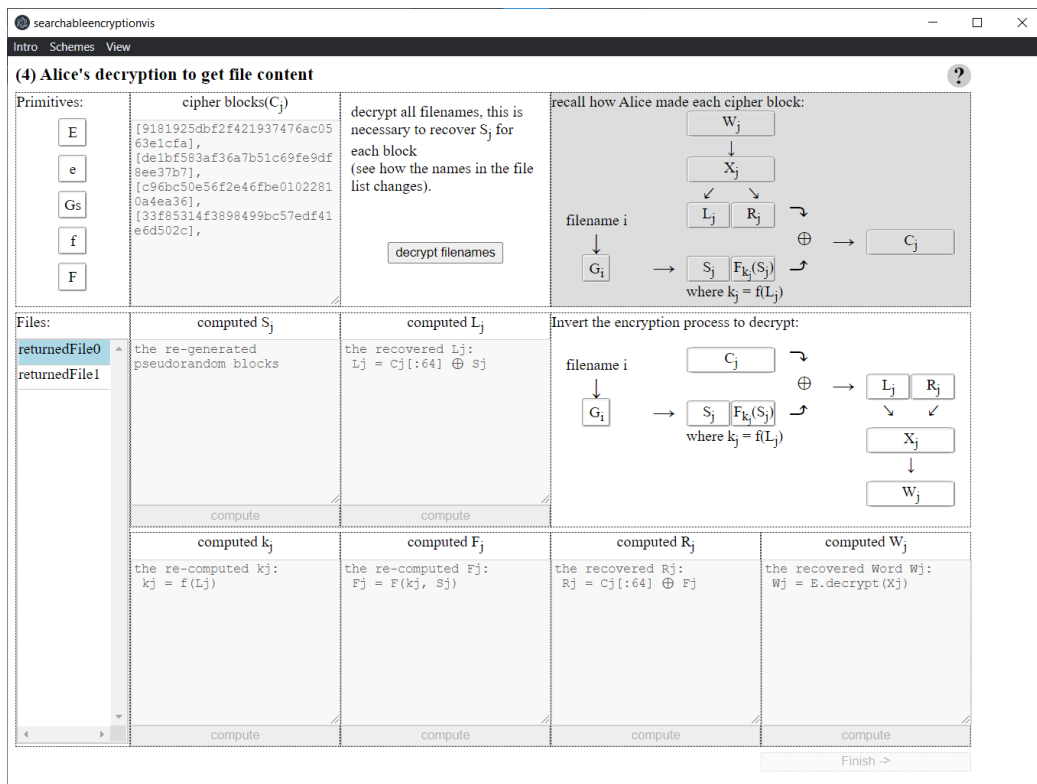 searchableencryptionvis
Intro Schemes View
(4) Alice's decryption to get file content
?
Primitives:
E
e
Gs
f
F
cipher blocks(Cj)
[9181925dbf2f421937476ac05
63e1cfa],
[de1bf583af36a7b51c69fe9df
8ee37b7],
[c96bc50e56f2e46fbe0102281
0a4ea36],
[33f85314f3898499bc57edf41
e6d502c],
decrypt all filenames, this is
necessary to recover Sj for
each block
(see how the names in the file
list changes).
decrypt filenames
recall how Alice made each cipher block:
Wj
↓
Xj
↙ ↘
Lj Rj
filename i
↓
⊕ → Cj
Gi → Sj Fkj(Sj)
where kj = f(Lj)
Files:
returnedFile0
returnedFile1
computed Sj
the re-generated
pseudorandom blocks
compute
computed Lj
the recovered Lj:
Lj = Cj[:64] ⊕ Sj
compute
Invert the encryption process to decrypt:
Cj
filename i
↓
⊕ → Lj Rj
Gi → Sj Fkj(Sj)
where kj = f(Lj)
↘ ↙
Xj
↓
Wj
computed kj
the re-computed kj:
kj = f(Lj)
compute
computed Fj
the re-computed Fj:
Fj = F(kj, Sj)
compute
computed Rj
the recovered Rj:
Rj = Cj[:64] ⊕ Fj
compute
computed Wj
the recovered Word Wj:
Wj = E.decrypt(Xj)
compute
Finish ->